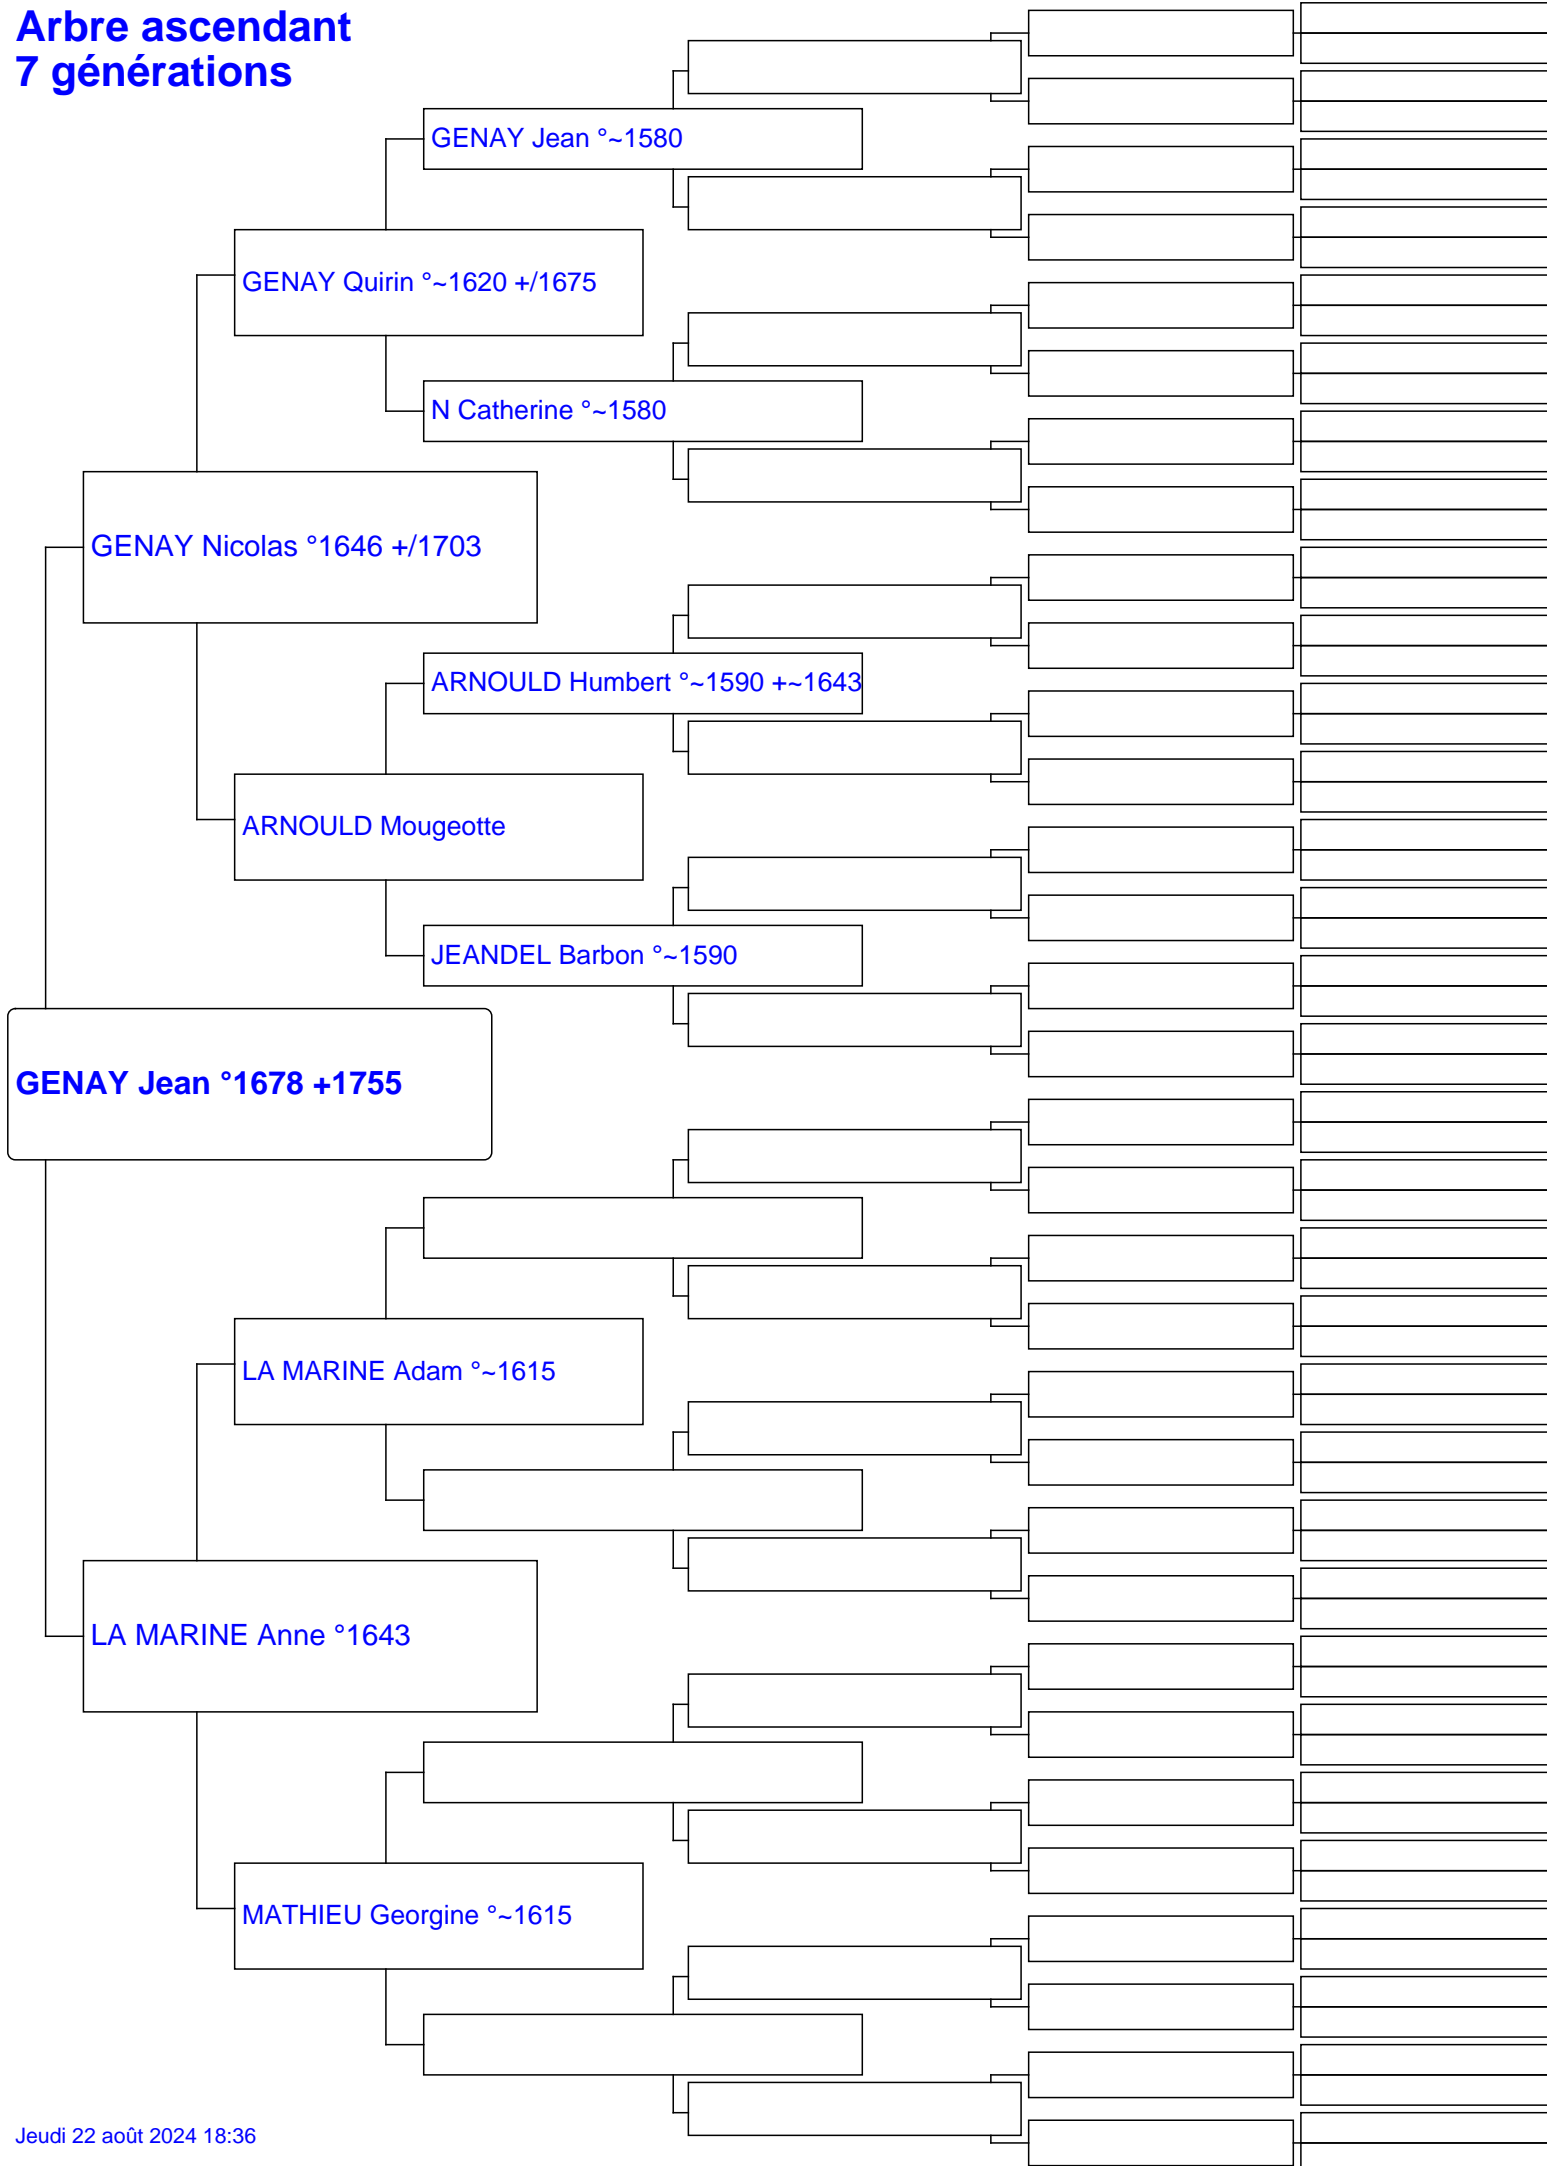 Arbre ascendant
7 générations
GENAY Jean °~1580
GENAY Quirin °~1620 +/1675
N Catherine °~1580
GENAY Nicolas °1646 +/1703
ARNOULD Humbert °~1590 +~1643
ARNOULD Mougeotte
JEANDEL Barbon °~1590
GENAY Jean °1678 +1755
LA MARINE Adam °~1615
LA MARINE Anne °1643
MATHIEU Georgine °~1615
Jeudi 22 août 2024 18:36